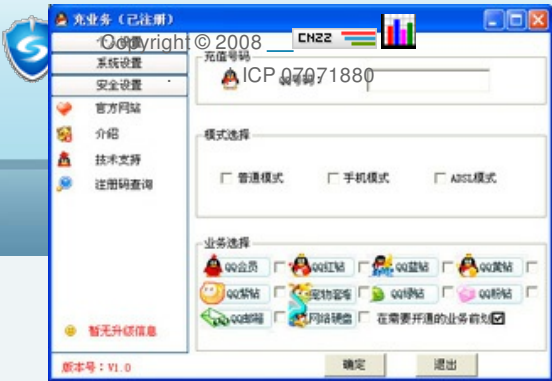 充业务（已注册）
Copyright © 2008
CNZZ
系统设置
充值号码
QQ号码：
ICP 07071880
安全设置
官方网站
介绍
模式选择
技术支持
普通模式
手机模式
ADSL模式
注册码查询
业务选择
QQ会员
QQ红钻
QQ蓝钻
QQ黄钻
QQ紫钻
宠物套餐
QQ绿钻
QQ粉钻
QQ邮箱
网络硬盘
在需要开通的业务前划
暂无升级信息
版本号：V1.0
确定
退出